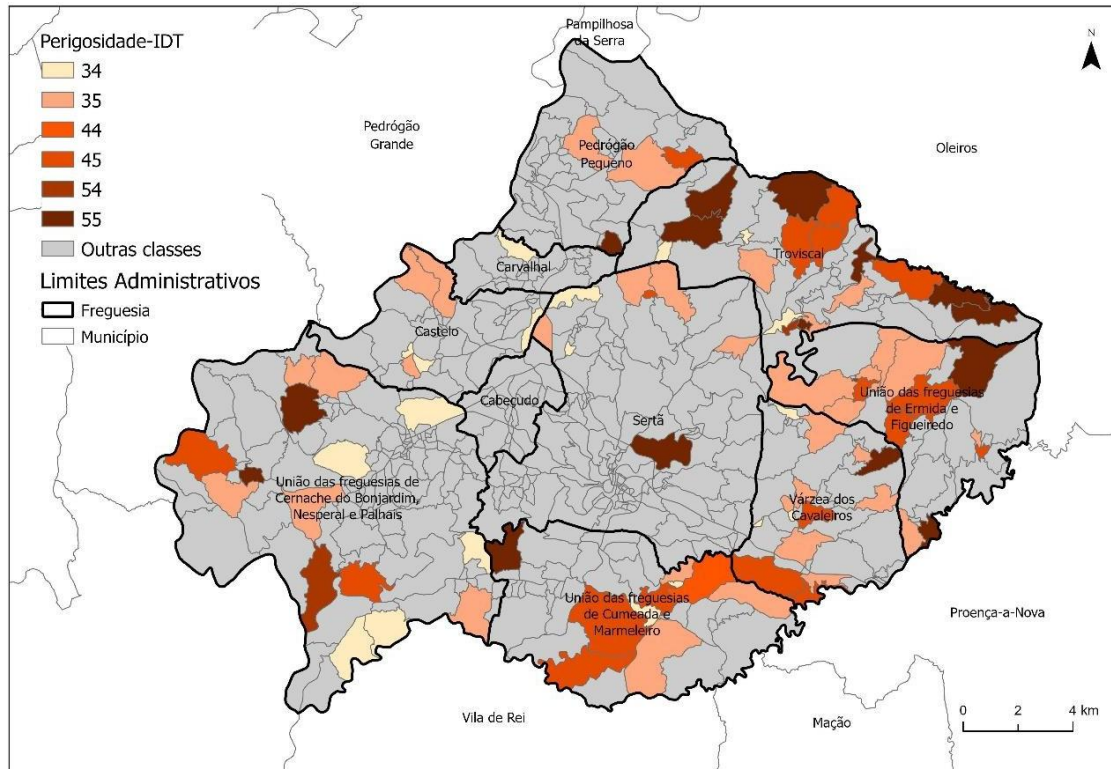 Perigosidade-IDT
34
35
44
45
54
55
Outras classes
Limites Administrativos
Freguesia
Município
Pampilhosa
da Serra
N
Pedrógão
Grande
Pedrógão
Pequeno
Oleiros
Carvalhal
Troviscal
Castelo
Cabeçudo
Sertã
União das freguesias
de Ermida e
Figueiredo
União das freguesias de
Cernache do Bonjardim,
Nesperal e Palhais
Várzea dos
Cavaleiros
União das freguesias
de Cumeada e
Marmeleiro
Proença-a-Nova
Vila de Rei
Mação
0 2 4 km